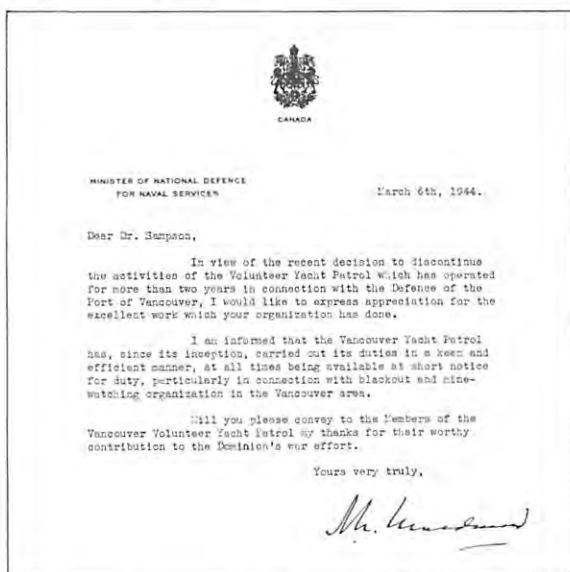 CANADA
MINISTER OF NATIONAL DEFENCE
FOR NAVAL SERVICES
March 6th, 1944.
Dear Dr. Sampson,
In view of the recent decision to discontinue
the activities of the Volunteer Yacht Patrol which has operated
for more than two years in connection with the Defence of the
Port of Vancouver, I would like to express appreciation for the
excellent work which your organization has done.
I am informed that the Vancouver Yacht Patrol
has, since its inception, carried out its duties in a keen and
efficient manner, at all times being available at short notice
for duty, particularly in connection with blackout and mine-
watching organization in the Vancouver area.
Will you please convey to the Members of the
Vancouver Volunteer Yacht Patrol my thanks for their worthy
contribution to the Dominion's war effort.
Yours very truly,